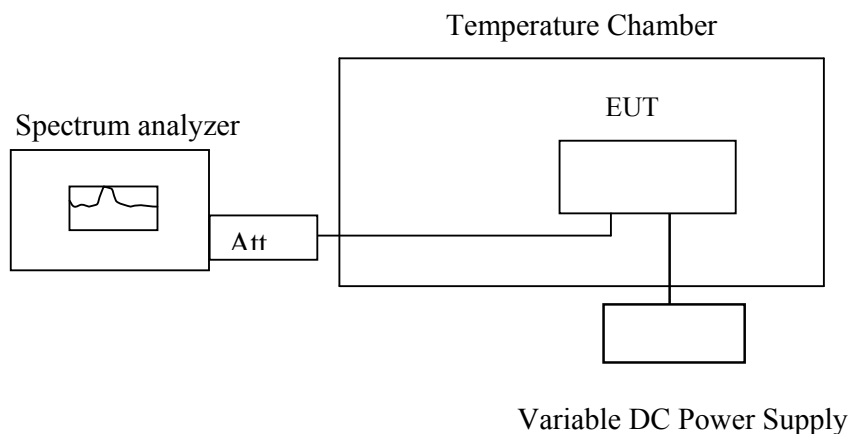 Temperature Chamber
EUT
Spectrum analyzer
Att
Variable DC Power Supply